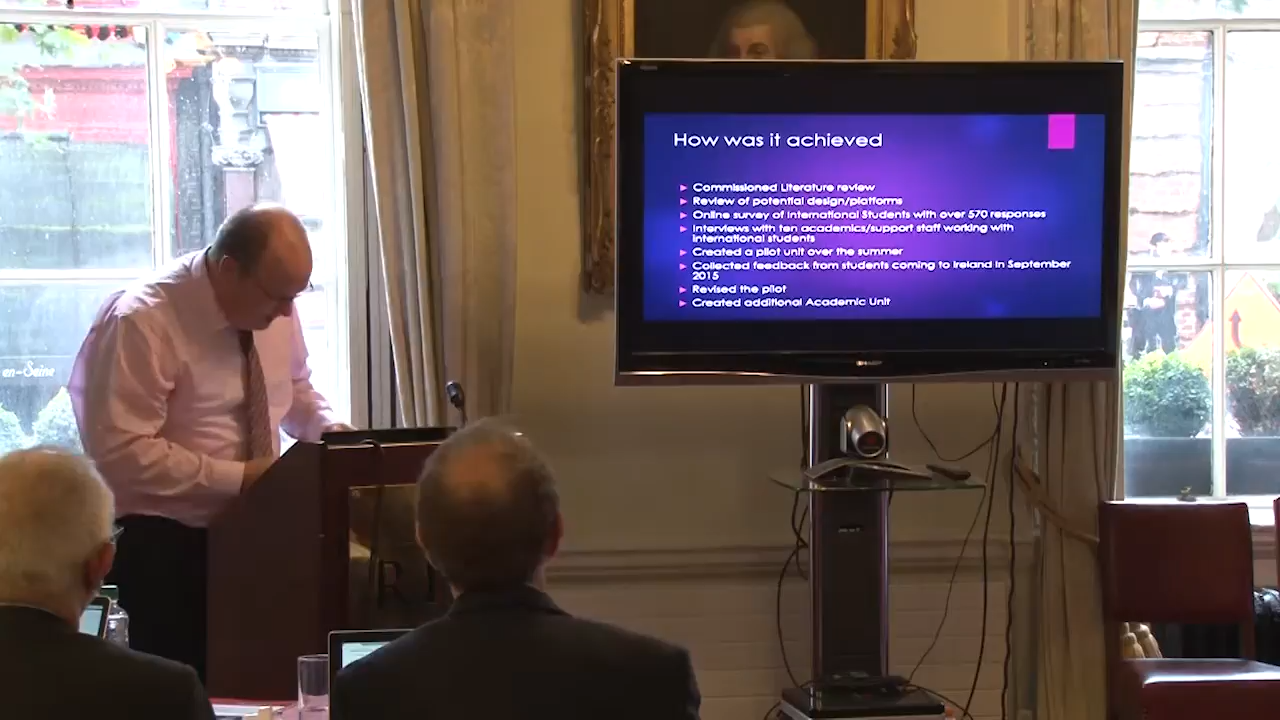 How was it achieved
Commissioned Literature review
Review of potential design/platforms
Online survey of International Students with over 570 responses
Interviews with ten academics/support staff working with
international students
Created a pilot unit over the summer
Collected feedback from students coming to Ireland in September
2015
Revised the pilot
Created additional Academic Unit
SHARP
en-Seine